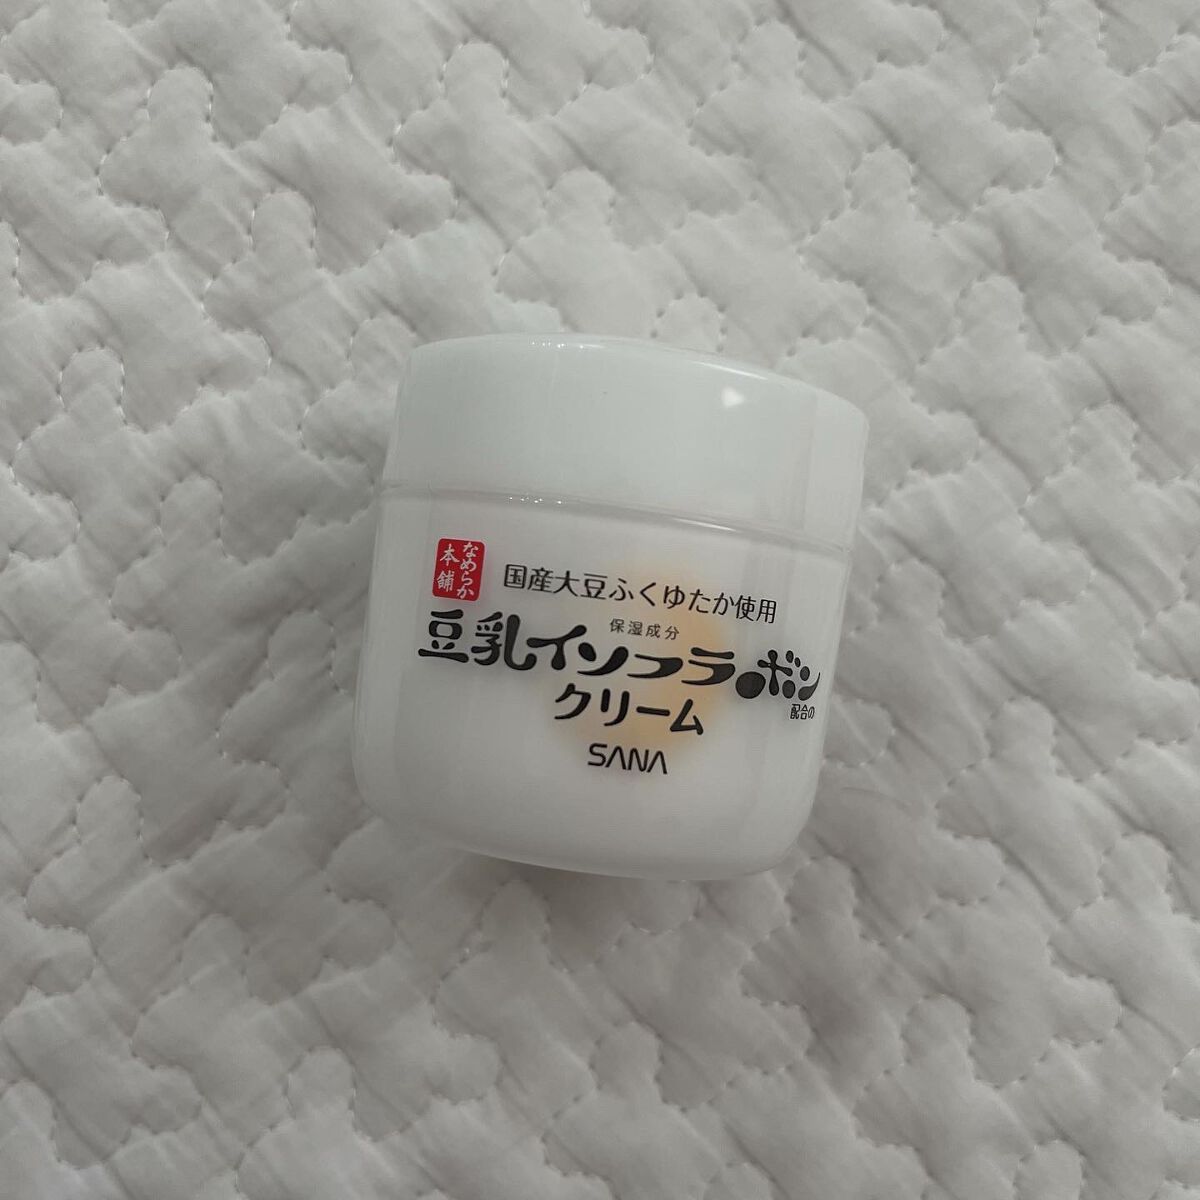 なめらか
本舗
国産大豆ふくゆたか使用
保湿成分
豆乳イソフラボン
配合の
クリーム
SANA